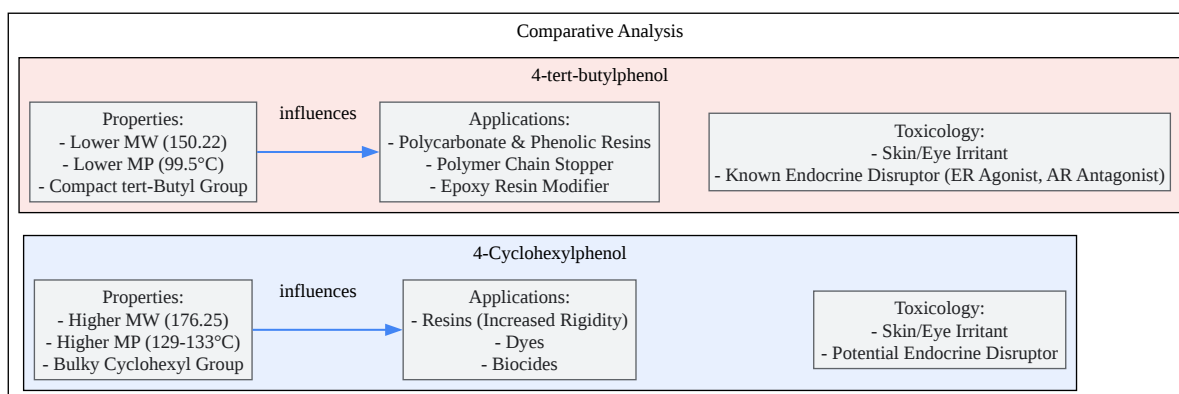 Comparative Analysis
4-tert-butylphenol
Properties:
- Lower MW (150.22)
- Lower MP (99.5°C)
- Compact tert-Butyl Group
influences
Applications:
- Polycarbonate & Phenolic Resins
- Polymer Chain Stopper
- Epoxy Resin Modifier
Toxicology:
- Skin/Eye Irritant
- Known Endocrine Disruptor (ER Agonist, AR Antagonist)
4-Cyclohexylphenol
Properties:
- Higher MW (176.25)
- Higher MP (129-133°C)
- Bulky Cyclohexyl Group
influences
Applications:
- Resins (Increased Rigidity)
- Dyes
- Biocides
Toxicology:
- Skin/Eye Irritant
- Potential Endocrine Disruptor